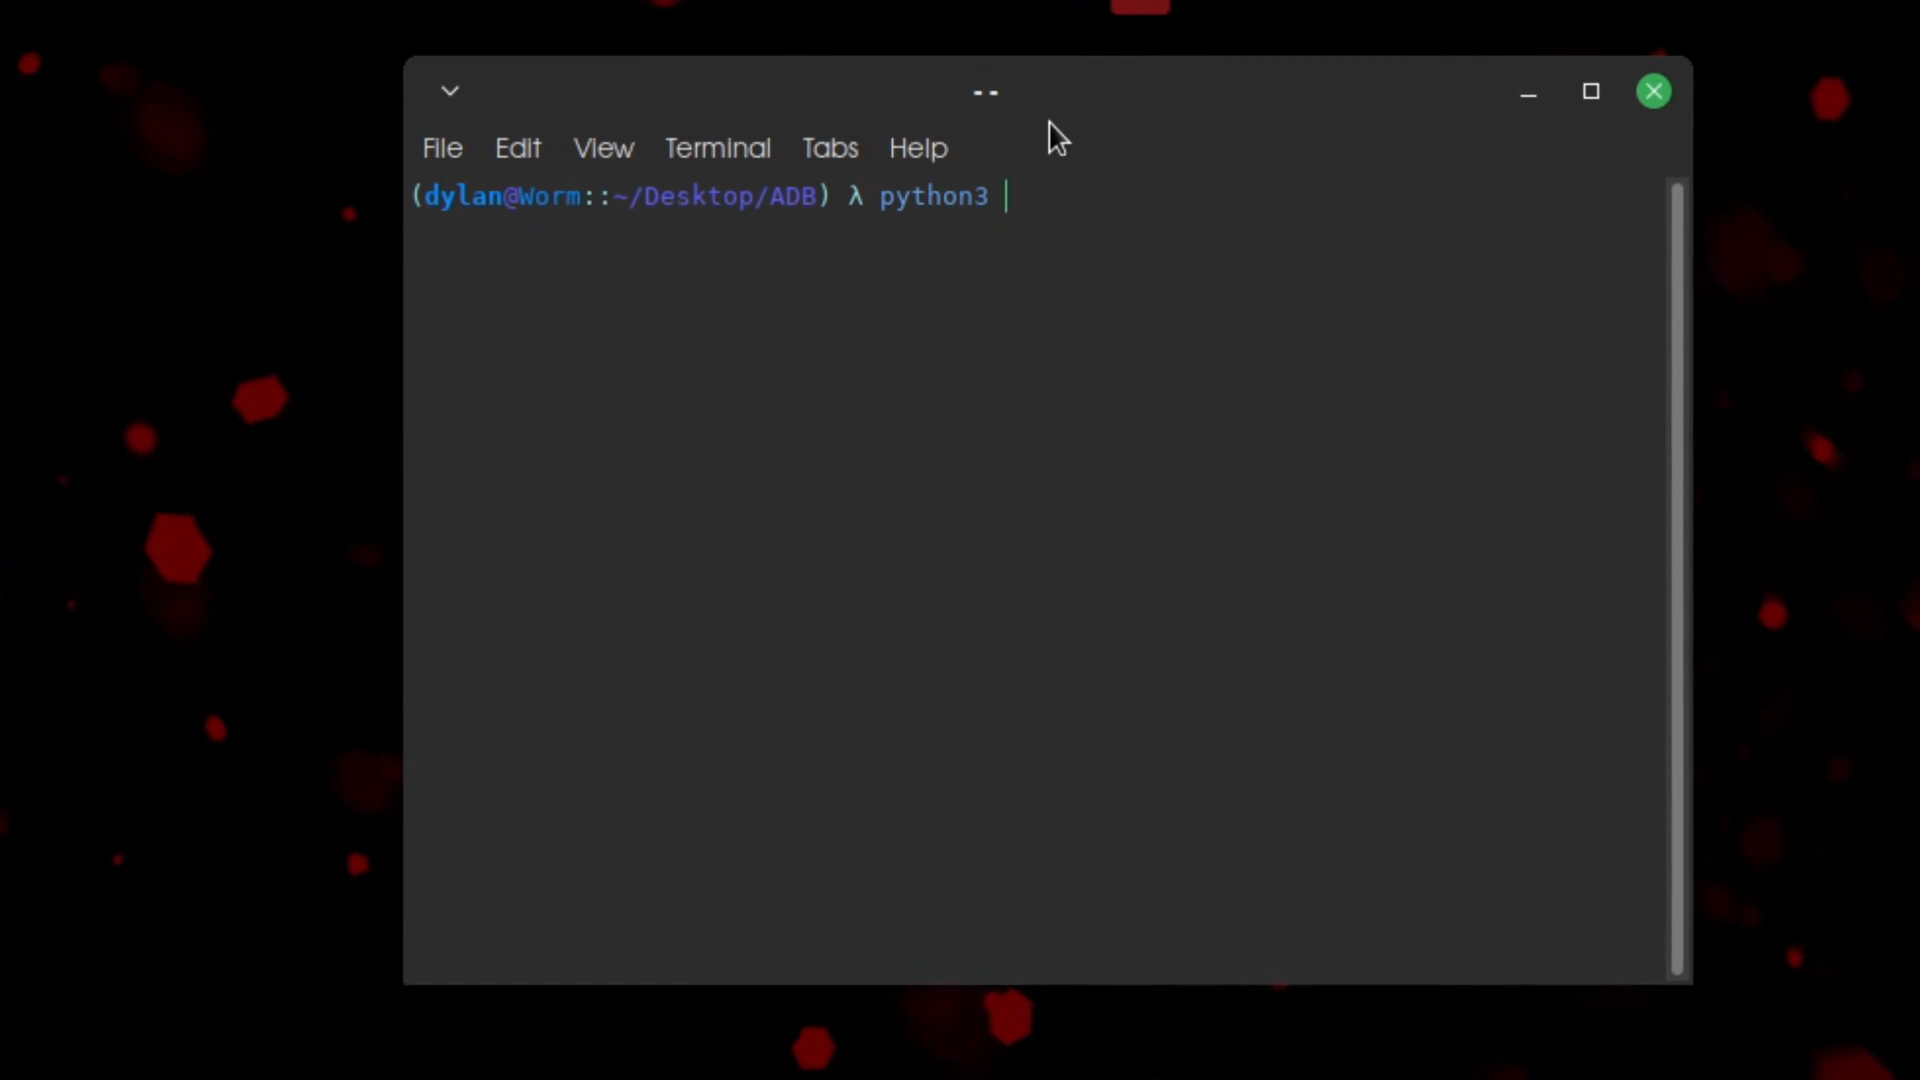 --
File Edit View Terminal Tabs Help
(dylan@Worm::~/Desktop/ADB) λ python3